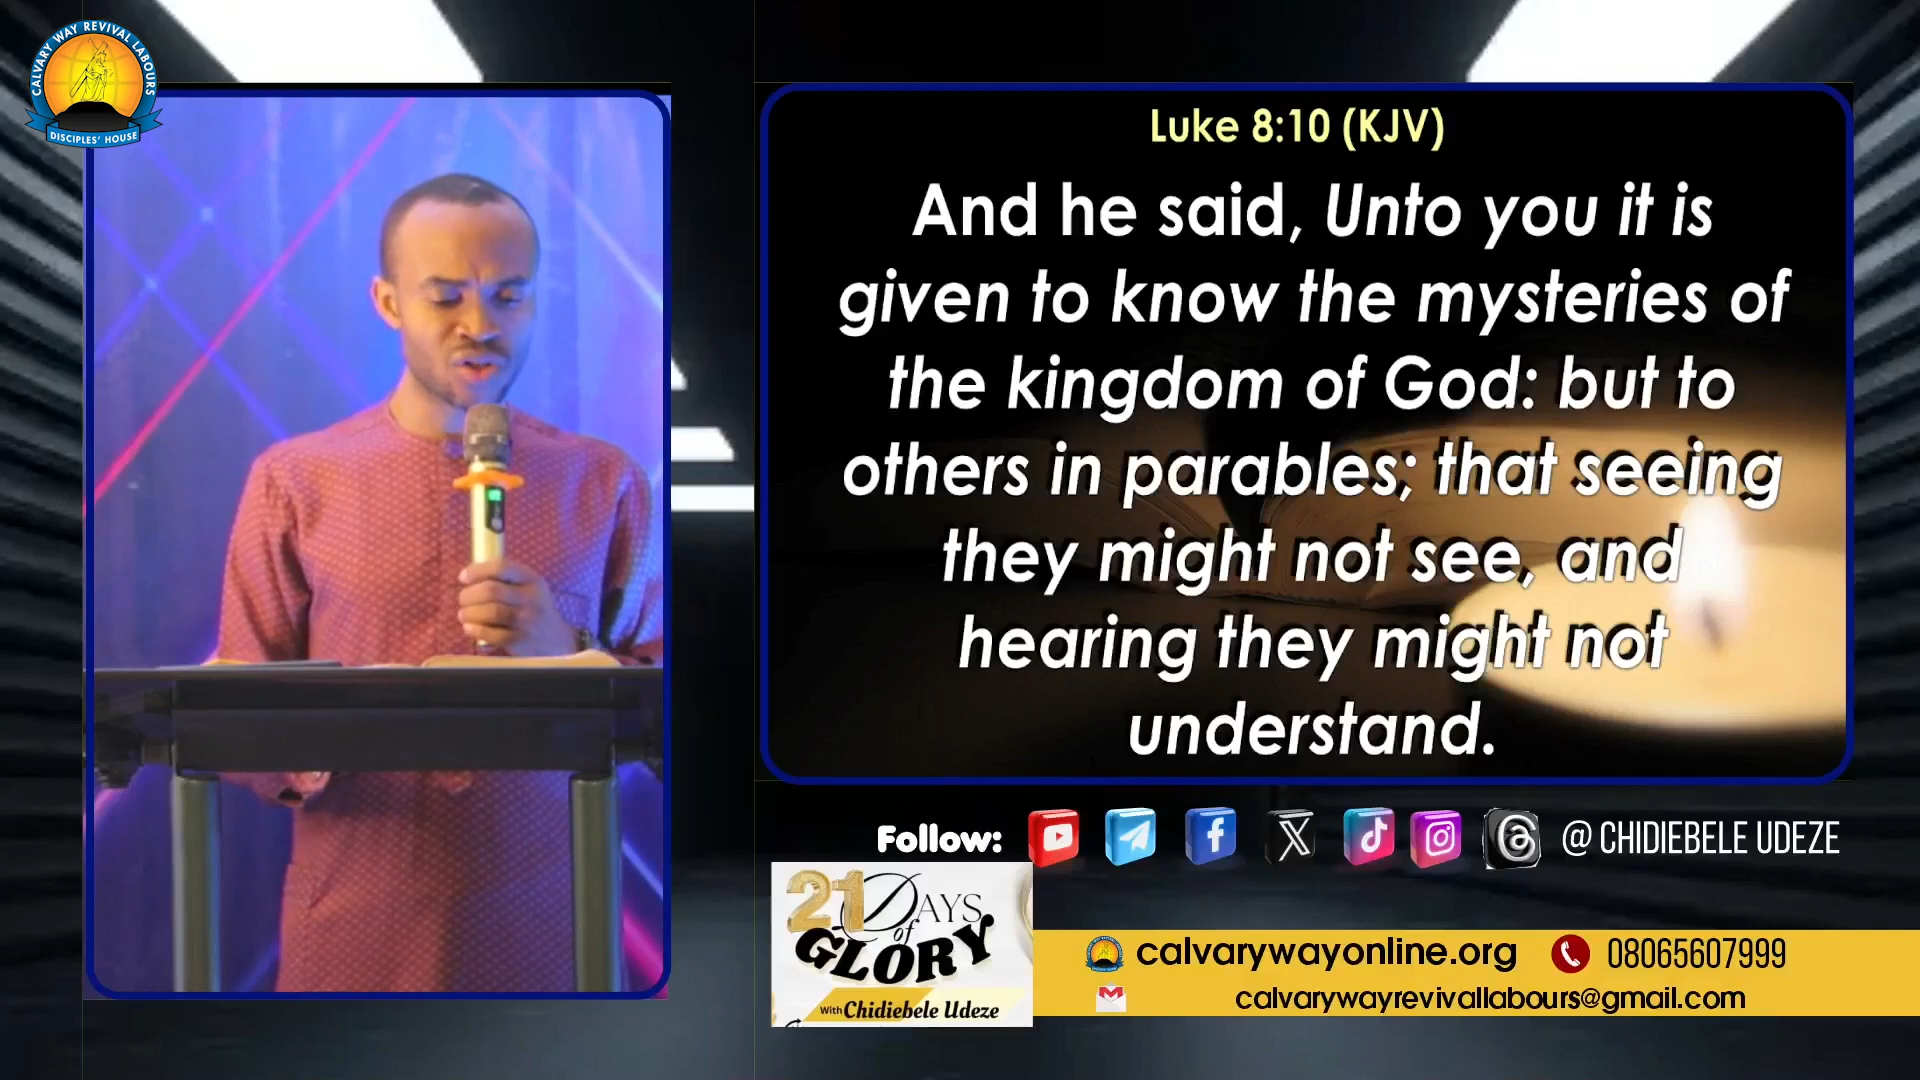 CALVARY WAY REVIVAL LABOURS
DISCIPLES' HOUSE
Luke 8:10 (KJV)
And he said, Unto you it is
given to know the mysteries of
the kingdom of God: but to
others in parables; that seeing
they might not see, and
hearing they might not
understand.
Follow:
@ CHIDIEBELE UDEZE
21 DAYS
of
GLORY
With Chidiebele Udeze
calvarywayonline.org
08065607999
calvarywayrevivallabours@gmail.com